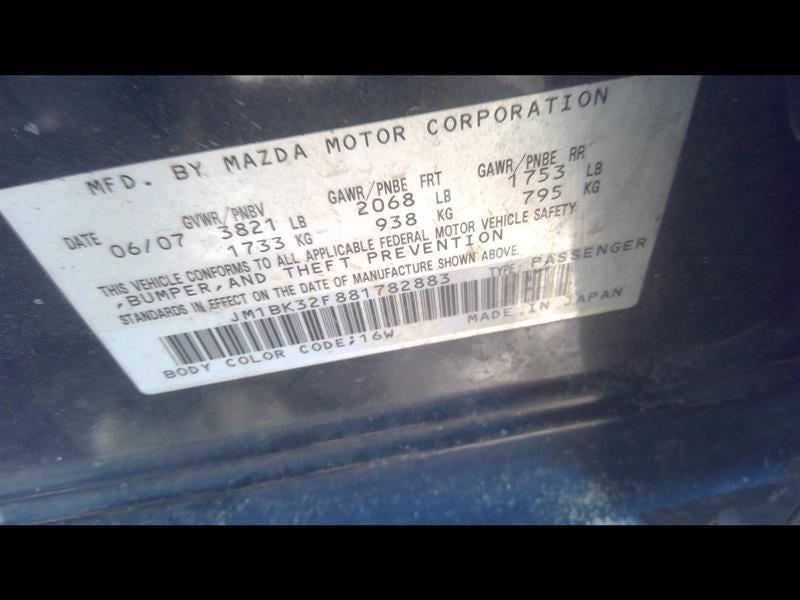 MFD. BY MAZDA MOTOR CORPORATION
DATE GVWR/PNBV GAWR/PNBE FRT GAWR/PNBE RR
06/07 3821 LB 2068 LB 1753 LB
1733 KG 938 KG 795 KG
THIS VEHICLE CONFORMS TO ALL APPLICABLE FEDERAL MOTOR VEHICLE SAFETY
,BUMPER,AND THEFT PREVENTION
STANDARDS IN EFFECT ON THE DATE OF MANUFACTURE SHOWN ABOVE.
JM1BK32F881782883 TYPE:PASSENGER
MADE IN JAPAN
BODY COLOR CODE;16W